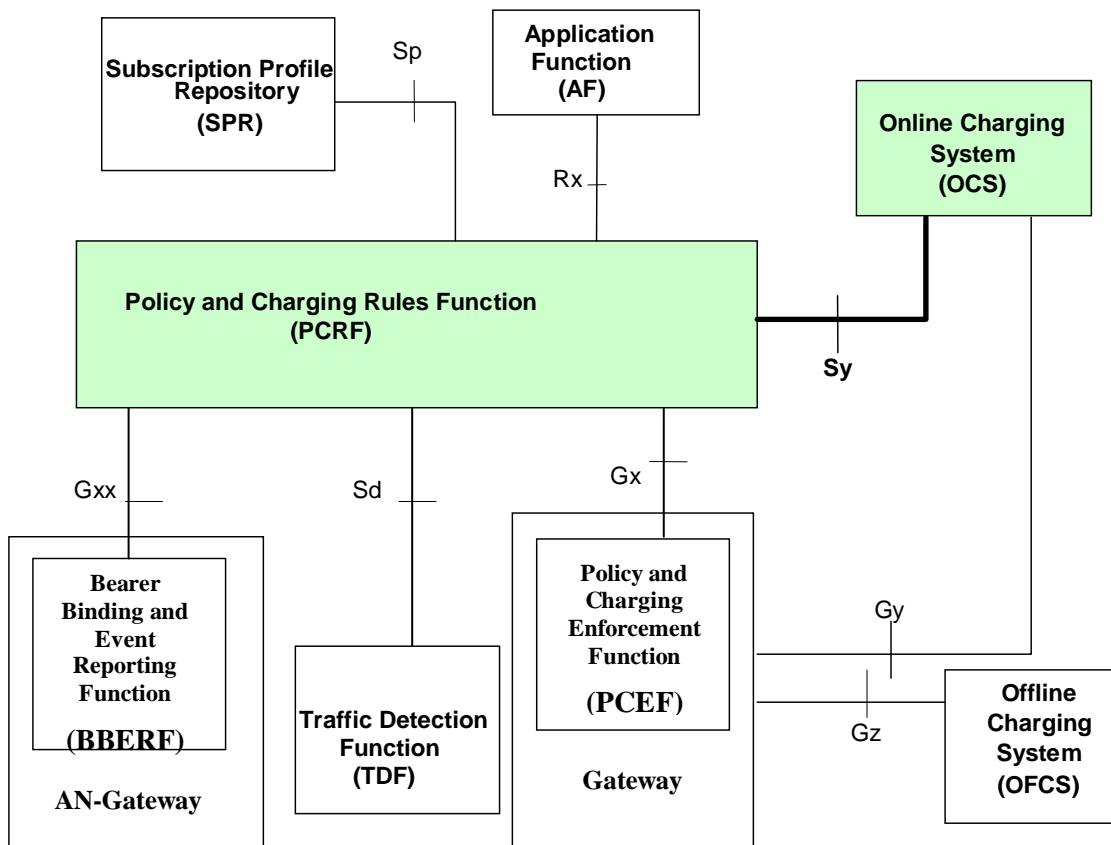 Subscription Profile
Repository
(SPR)
Sp
Application
Function
(AF)
Rx
Online Charging
System
(OCS)
Policy and Charging Rules Function
(PCRF)
Sy
Gxx
Sd
Gx
Bearer
Binding and
Event
Reporting
Function
(BBERF)
AN-Gateway
Traffic Detection
Function
(TDF)
Policy and
Charging
Enforcement
Function
(PCEF)
Gateway
Gy
Gz
Offline
Charging
System
(OFCS)